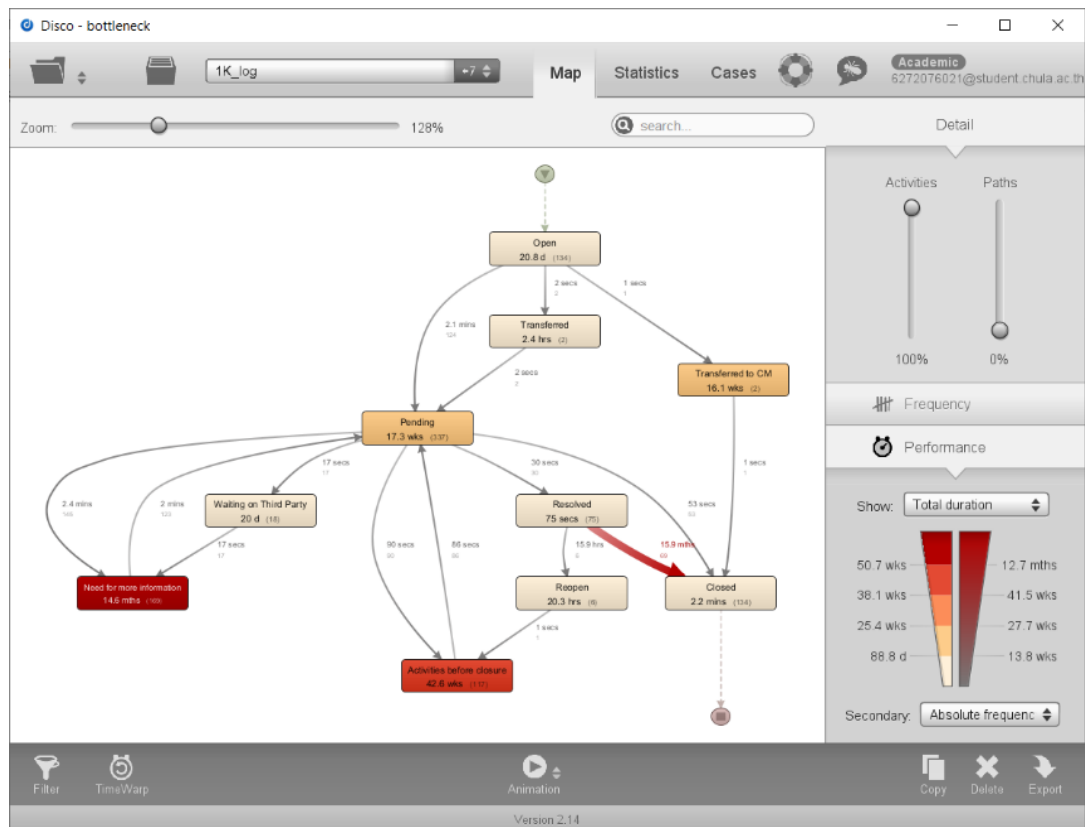 Disco - bottleneck
1K_log
Map
Statistics
Cases
Academic
6272076021@student.chula.ac.th
Zoom:
128%
search...
Detail
Activities
Paths
100%
0%
Frequency
Performance
Show:
Total duration
50.7 wks
12.7 mths
38.1 wks
41.5 wks
25.4 wks
27.7 wks
88.8 d
13.8 wks
Secondary:
Absolute frequenc
Open
20.8 d (134)
2 secs
2
1 secs
1
2.1 mins
Transferred
2.4 hrs (2)
2 secs
2
Transferred to CM
16.1 wks (2)
Pending
17.3 wks (337)
17 secs
17
30 secs
2.4 mins
2 mins
Waiting on Third Party
20 d (18)
17 secs
17
90 secs
86 secs
Resolved
75 secs (75)
53 secs
1 secs
1
15.9 hrs
15.9 mths
Need for more information
14.6 mths
Reopen
20.3 hrs (6)
Closed
2.2 mins (134)
1 secs
1
Activities before closure
42.6 wks (117)
Filter
TimeWarp
Animation
Copy
Delete
Export
Version 2.14